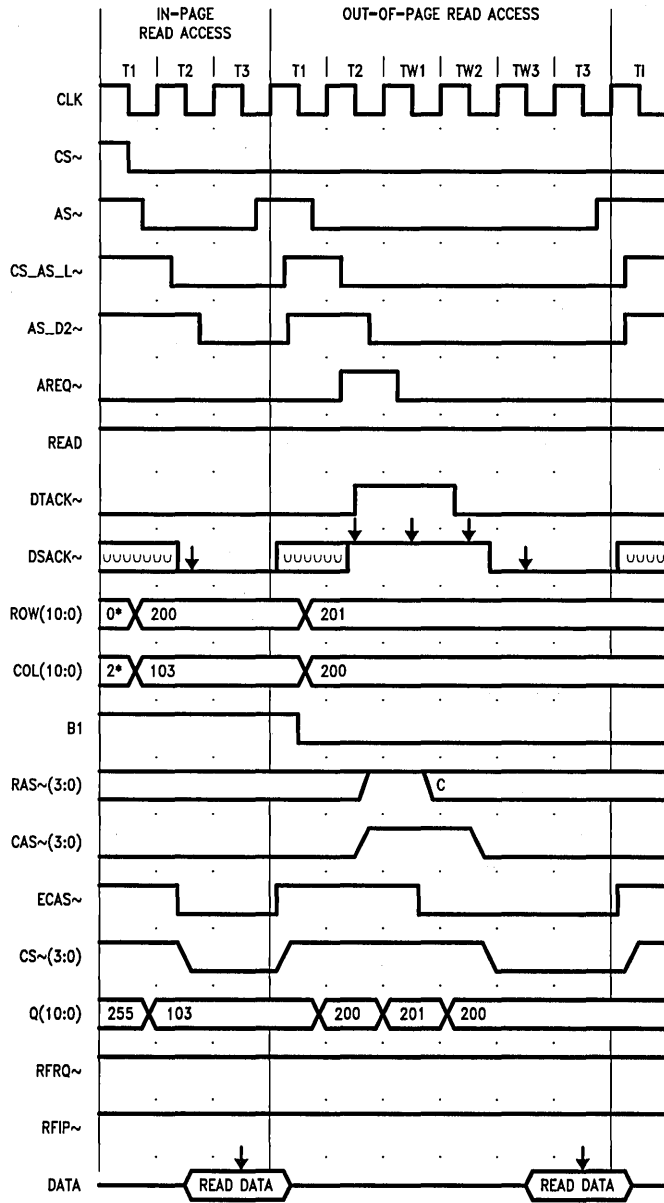 IN-PAGE
READ ACCESS
OUT-OF-PAGE READ ACCESS
T1 T2 T3 T1 T2 TW1 TW2 TW3 T3 TI
CLK
CS~
AS~
CS_AS_L~
AS_D2~
AREQ~
READ
DTACK~
DSACK~ UUUUUUU UUUUUU UUUU
ROW(10:0) 0* 200 201
COL(10:0) 2* 103 200
B1
RAS~(3:0) C
CAS~(3:0)
ECAS~
CS~(3:0)
Q(10:0) 255 103 200 201 200
RFRQ~
RFIP~
DATA READ DATA READ DATA